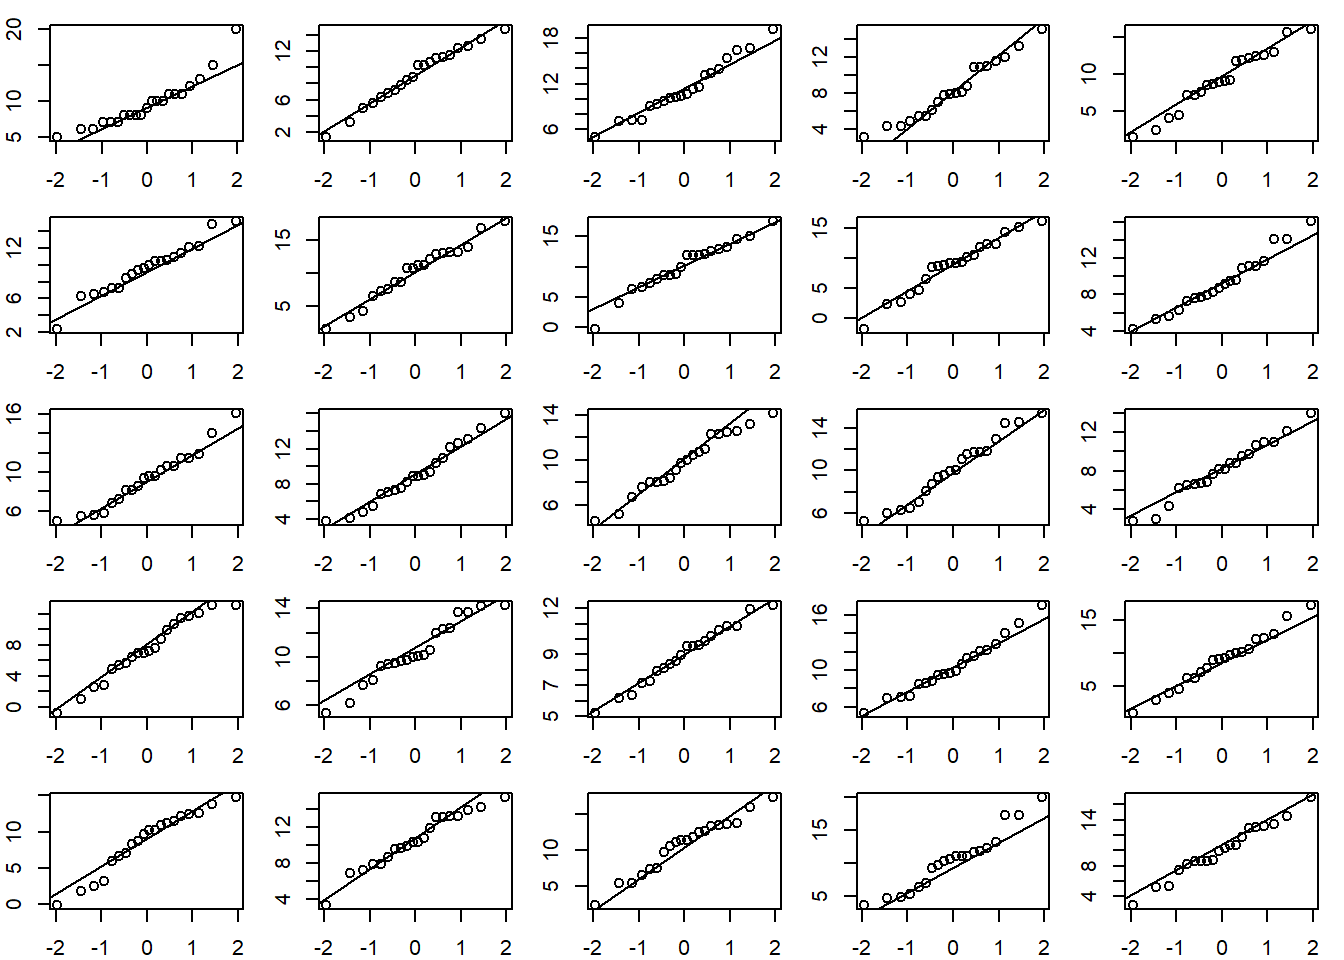 20 12 18 12 10
10 6 12 8 5
5 2 6 4
-2 -1 0 1 2 -2 -1 0 1 2 -2 -1 0 1 2 -2 -1 0 1 2 -2 -1 0 1 2
12 15 15 15 12
6 5 5 0 8
2 0 4
-2 -1 0 1 2 -2 -1 0 1 2 -2 -1 0 1 2 -2 -1 0 1 2 -2 -1 0 1 2
16 12 14 14 12
10 8 10 10 8
6 4 6 6 4
-2 -1 0 1 2 -2 -1 0 1 2 -2 -1 0 1 2 -2 -1 0 1 2 -2 -1 0 1 2
8 14 12 16 15
4 10 9 10 5
0 6 7 6
5
-2 -1 0 1 2 -2 -1 0 1 2 -2 -1 0 1 2 -2 -1 0 1 2 -2 -1 0 1 2
10 12 10 15 14
5 8 5 5 8
0 4 4
-2 -1 0 1 2 -2 -1 0 1 2 -2 -1 0 1 2 -2 -1 0 1 2 -2 -1 0 1 2